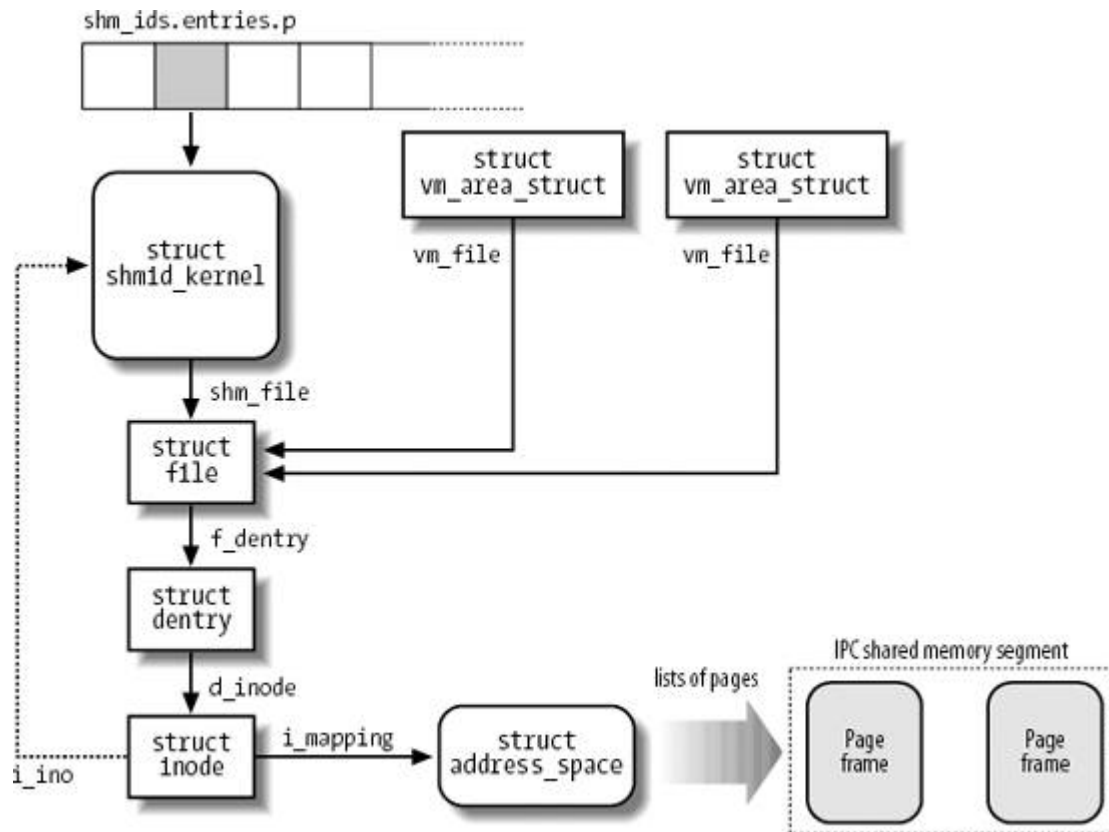 shm_ids.entries.p
struct
vm_area_struct
struct
vm_area_struct
struct
shmid_kernel
vm_file
vm_file
shm_file
struct
file
f_dentry
struct
dentry
d_inode
IPC shared memory segment
lists of pages
struct
inode
i_mapping
struct
address_space
Page
frame
Page
frame
i_ino